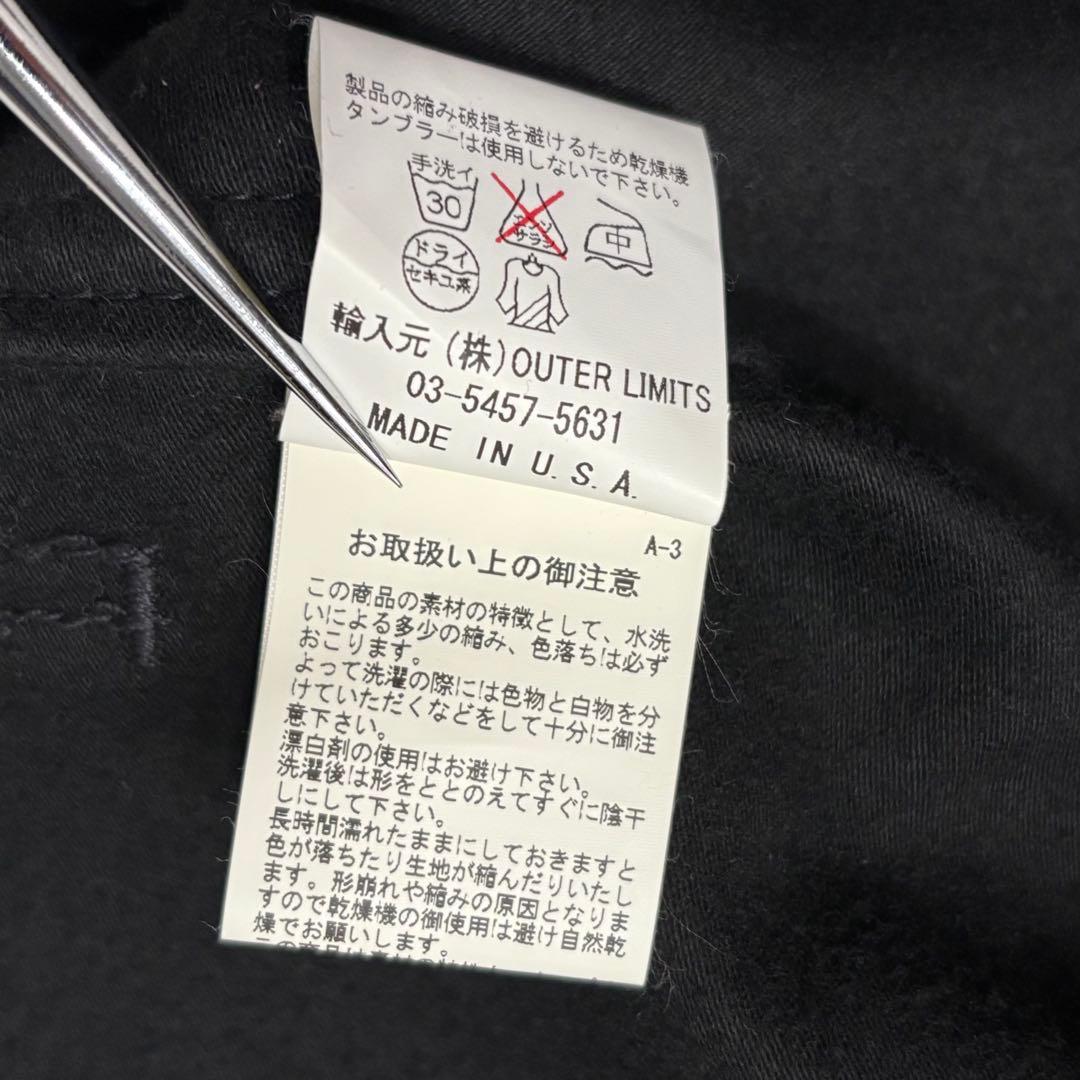 製品の縮み破損を避けるため乾燥機
タンブラーは使用しないで下さい。
手洗イ
30
エンソ
サラシ
中
ドライ
セキユ系
輸入元 (株)OUTER LIMITS
03-5457-5631
MADE IN U.S.A.
A-3
お取扱い上の御注意
この商品の素材の特徴として、水洗
いによる多少の縮み、色落ちは必ず
おこります。
よって洗濯の際には色物と白物を分
けていただくなどをして十分に御注
意下さい。
漂白剤の使用はお避け下さい。
洗濯後は形をととのえてすぐに陰干
しにして下さい。
長時間濡れたままにしておきますと
色が落ちたり生地が縮んだりいたし
ます。形崩れや縮みの原因となりま
すので乾燥機の御使用は避け自然乾
燥でお願いします。